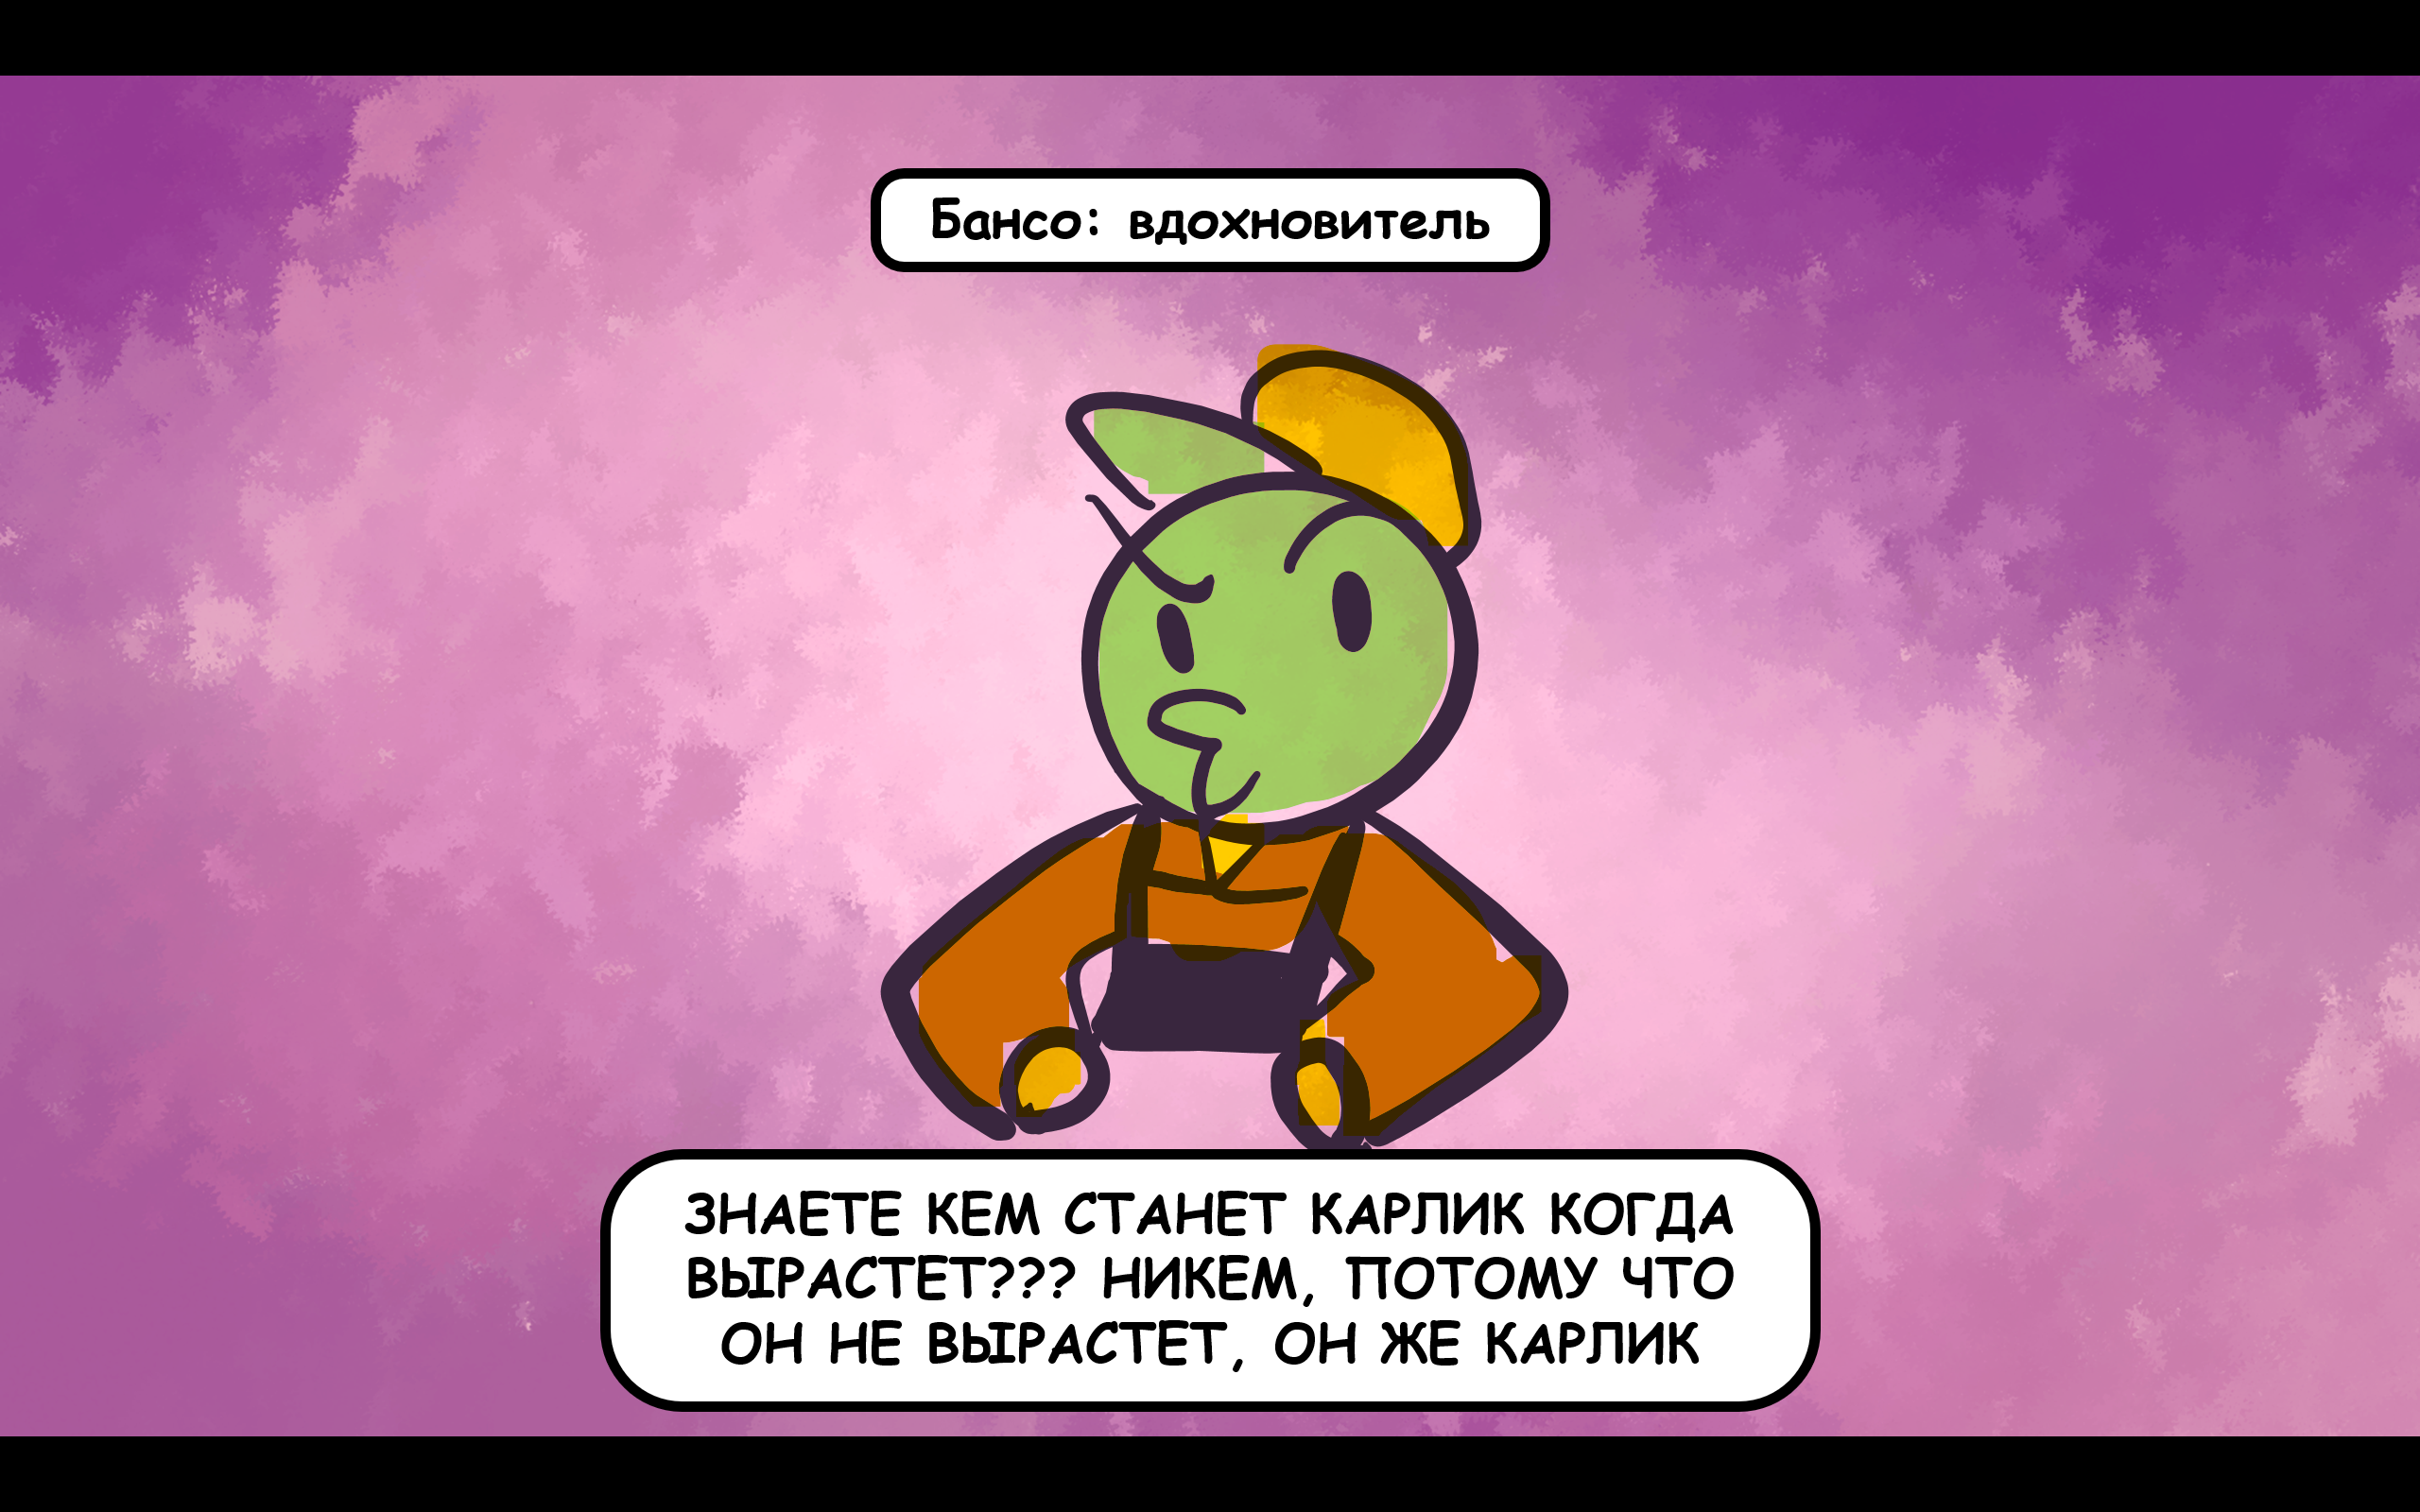 Бансо: вдохновитель
ЗНАЕТЕ КЕМ СТАНЕТ КАРЛИК КОГДА
ВЫРАСТЕТ??? НИКЕМ, ПОТОМУ ЧТО
ОН НЕ ВЫРАСТЕТ, ОН ЖЕ КАРЛИК